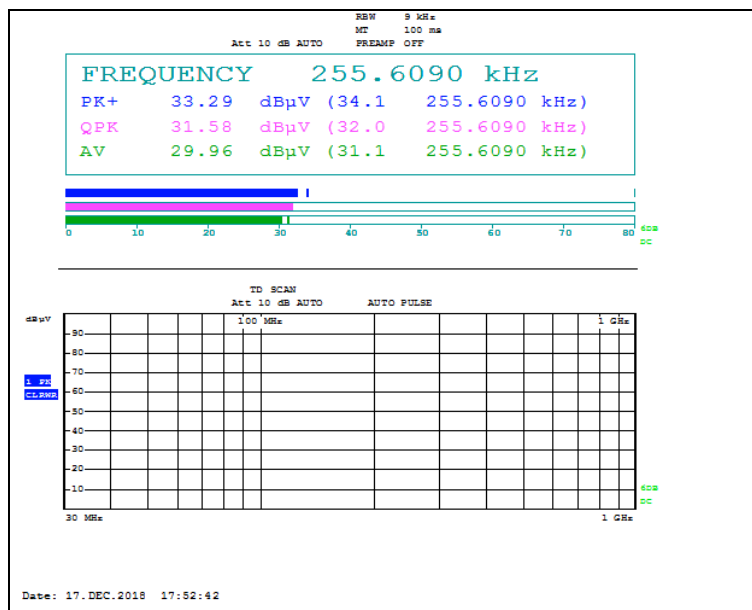 RBW 9 kHz
MT 100 ms
Att 10 dB AUTO PREAMP OFF
FREQUENCY 255.6090 kHz
PK+ 33.29 dBµV (34.1 255.6090 kHz)
QPK 31.58 dBµV (32.0 255.6090 kHz)
AV 29.96 dBµV (31.1 255.6090 kHz)
0 10 20 30 40 50 60 70 80
6DB
DC
TD SCAN
Att 10 dB AUTO AUTO PULSE
dBµV
100 MHz 1 GHz
90
80
70
1 PK
60
CLRWR
50
40
30
20
10
6DB
DC
30 MHz 1 GHz
Date: 17.DEC.2018 17:52:42